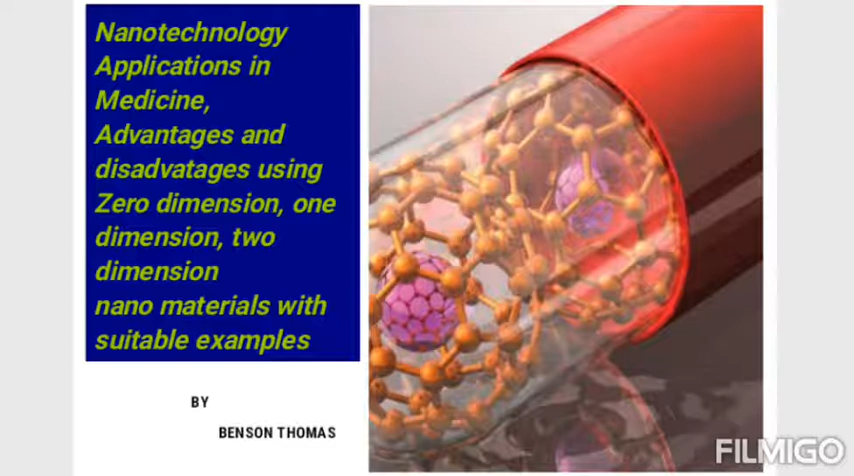 Nanotechnology
Applications in
Medicine,
Advantages and
disadvatages using
Zero dimension, one
dimension, two
dimension
nano materials with
suitable examples
BY
BENSON THOMAS
FILMIGO